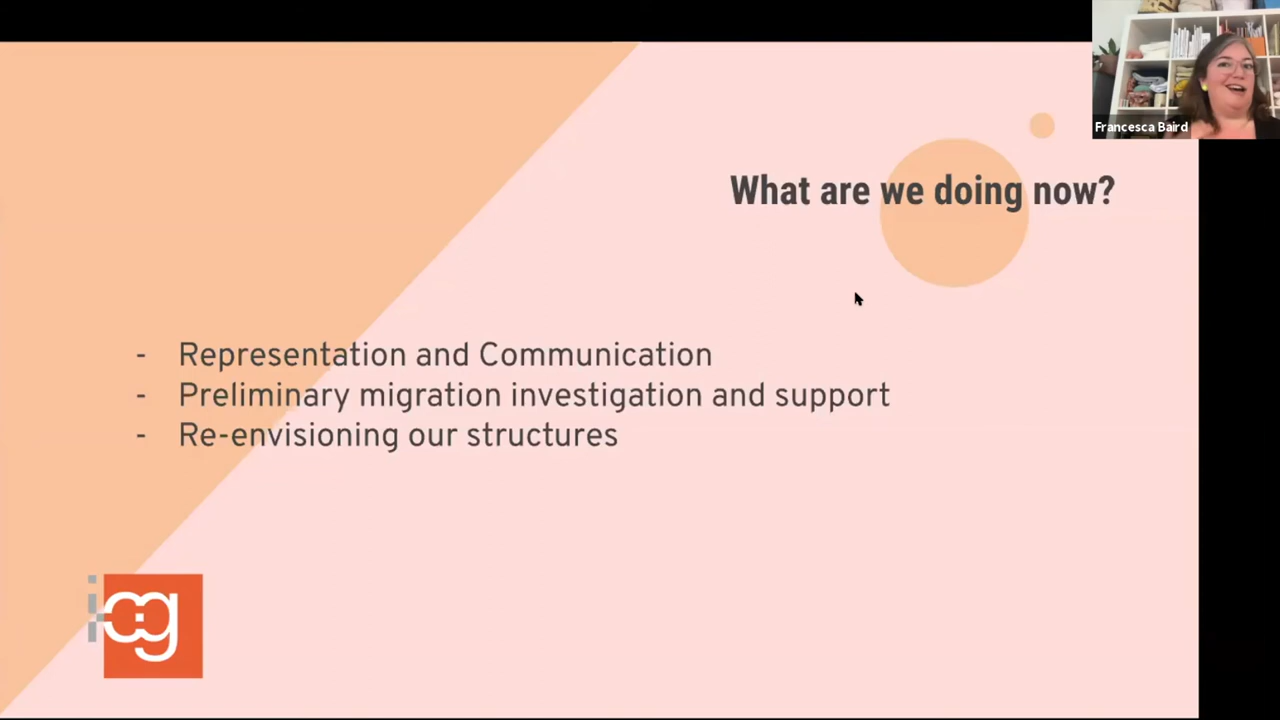 Francesca Baird
What are we doing now?
- Representation and Communication
- Preliminary migration investigation and support
- Re-envisioning our structures